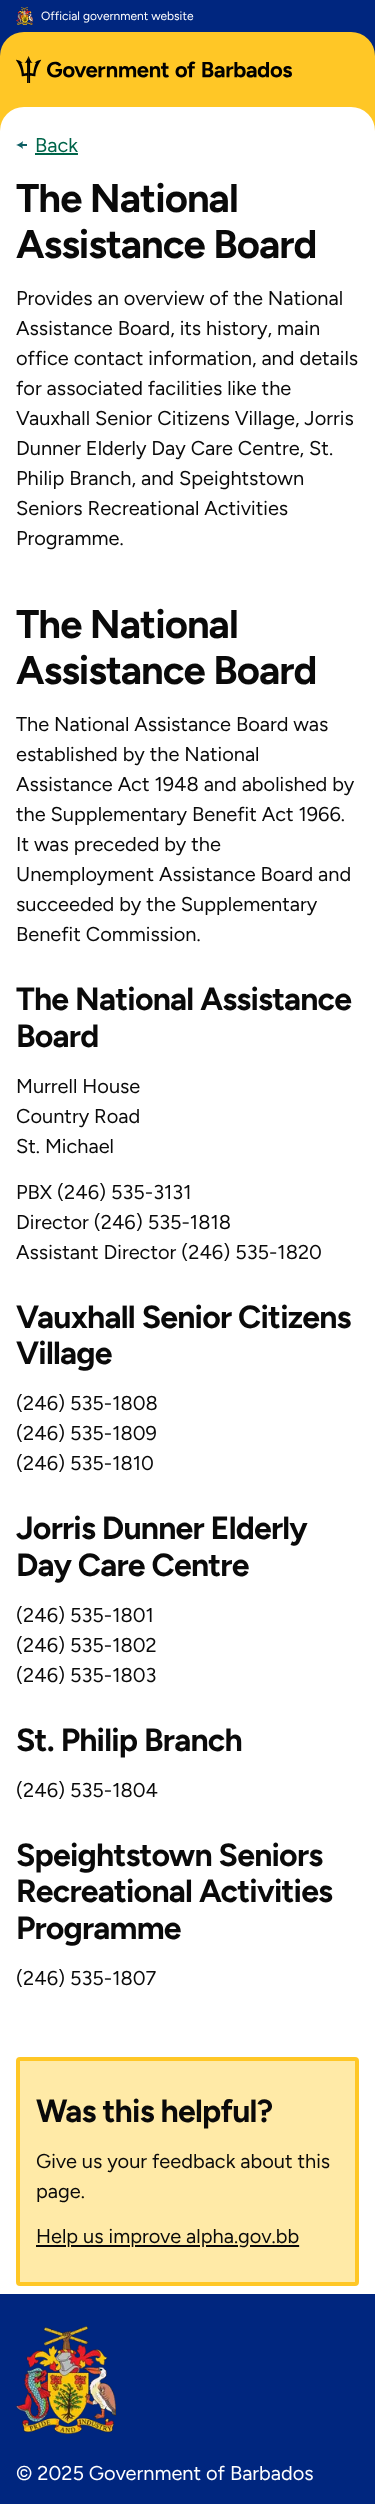 Official government website
Government of Barbados
← Back
The National
Assistance Board
Provides an overview of the National
Assistance Board, its history, main
office contact information, and details
for associated facilities like the
Vauxhall Senior Citizens Village, Jorris
Dunner Elderly Day Care Centre, St.
Philip Branch, and Speightstown
Seniors Recreational Activities
Programme.
The National
Assistance Board
The National Assistance Board was
established by the National
Assistance Act 1948 and abolished by
the Supplementary Benefit Act 1966.
It was preceded by the
Unemployment Assistance Board and
succeeded by the Supplementary
Benefit Commission.
The National Assistance
Board
Murrell House
Country Road
St. Michael
PBX (246) 535-3131
Director (246) 535-1818
Assistant Director (246) 535-1820
Vauxhall Senior Citizens
Village
(246) 535-1808
(246) 535-1809
(246) 535-1810
Jorris Dunner Elderly
Day Care Centre
(246) 535-1801
(246) 535-1802
(246) 535-1803
St. Philip Branch
(246) 535-1804
Speightstown Seniors
Recreational Activities
Programme
(246) 535-1807
Was this helpful?
Give us your feedback about this
page.
Help us improve alpha.gov.bb
PRIDE AND INDUSTRY
© 2025 Government of Barbados